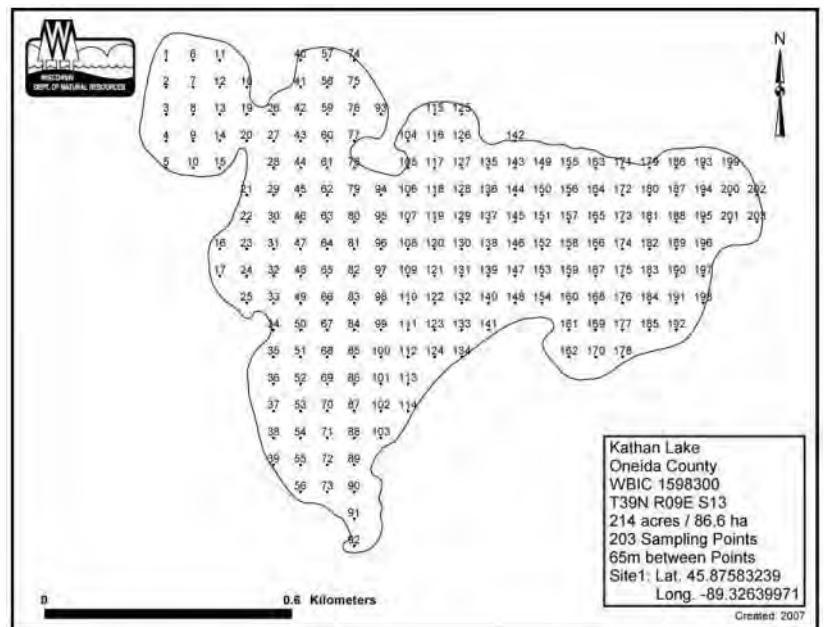 W
WISCONSIN
DEPT. OF NATURAL RESOURCES
N
1 6 11 40 57 74
2 7 12 18 41 58 75
3 8 13 19 26 42 59 76 93 115 125
4 9 14 20 27 43 60 77 104 116 126 142
5 10 15 28 44 61 78 105 117 127 135 143 149 155 163 171 179 186 193 199
21 29 45 62 79 94 106 118 128 136 144 150 156 164 172 180 187 194 200 202
22 30 46 63 80 95 107 119 129 137 145 151 157 165 173 181 188 195 201 203
16 23 31 47 64 81 96 108 120 130 138 146 152 158 166 174 182 189 196
17 24 32 48 65 82 97 109 121 131 139 147 153 159 167 175 183 190 197
25 33 49 66 83 98 110 122 132 140 148 154 160 168 176 184 191 198
34 50 67 84 99 111 123 133 141 161 169 177 185 192
35 51 68 85 100 112 124 134 162 170 178
36 52 69 86 101 113
37 53 70 87 102 114
38 54 71 88 103
39 55 72 89
56 73 90
91
92
Kathan Lake
Oneida County
WBIC 1598300
T39N R09E S13
214 acres / 86.6 ha
203 Sampling Points
65m between Points
Site1: Lat. 45.87583239
Long. -89.32639971
0 0.6 Kilometers
Created: 2007